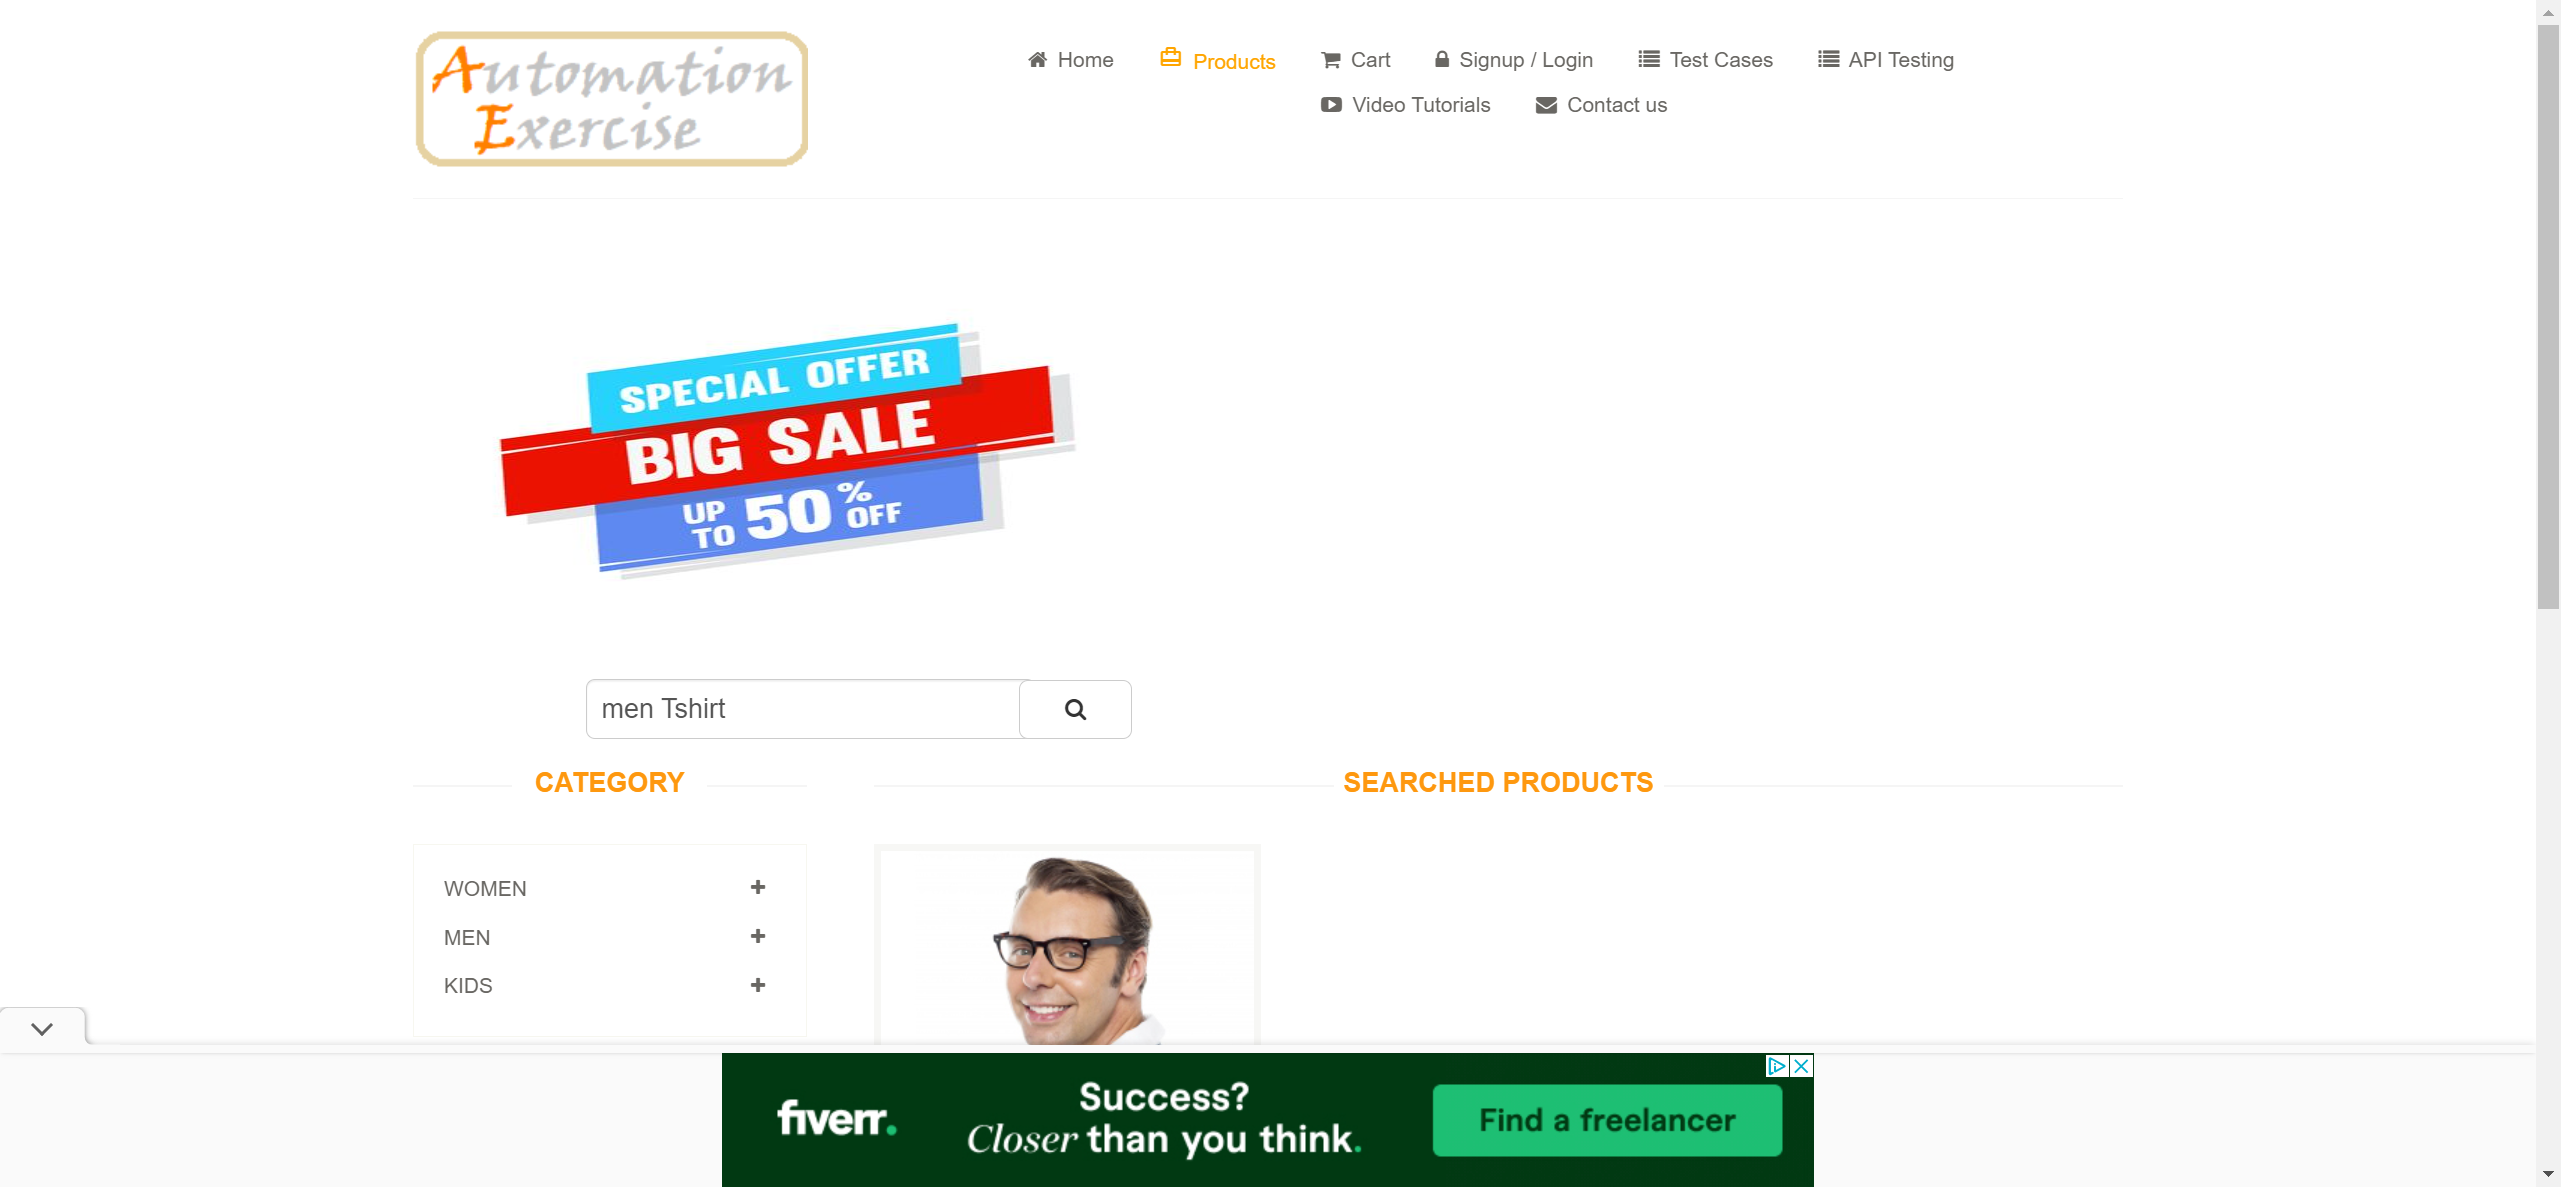 Automation
Exercise
Home
Products
Cart
Signup / Login
Test Cases
API Testing
Video Tutorials
Contact us
SPECIAL OFFER
BIG SALE
UP TO 50% OFF
men Tshirt
CATEGORY
SEARCHED PRODUCTS
WOMEN
MEN
KIDS
fiverr.
Success?
Closer than you think.
Find a freelancer